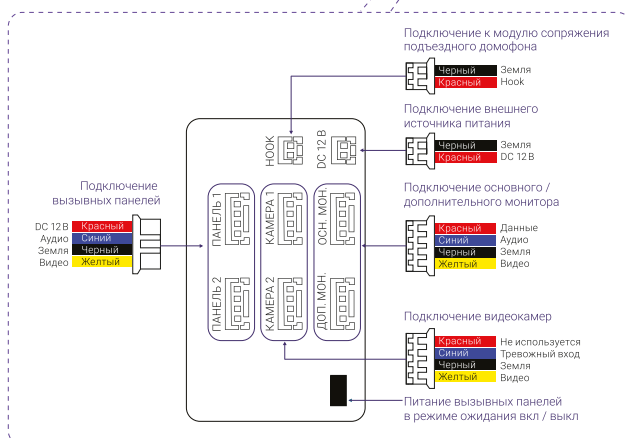 Подключение к модулю сопряжения
подъездного домофона
Черный Земля
Красный Hook
Подключение внешнего
источника питания
Черный Земля
Красный DC 12 В
HOOK
DC 12 В
Подключение
вызывных панелей
DC 12 В Красный
Аудио Синий
Земля Черный
Видео Желтый
ПАНЕЛЬ 1
КАМЕРА 1
ОСН. МОН.
ПАНЕЛЬ 2
КАМЕРА 2
ДОП. МОН.
Подключение основного /
дополнительного монитора
Красный Данные
Синий Аудио
Черный Земля
Желтый Видео
Подключение видеокамер
Красный Не используется
Синий Тревожный вход
Черный Земля
Желтый Видео
Питание вызывных панелей
в режиме ожидания вкл / выкл